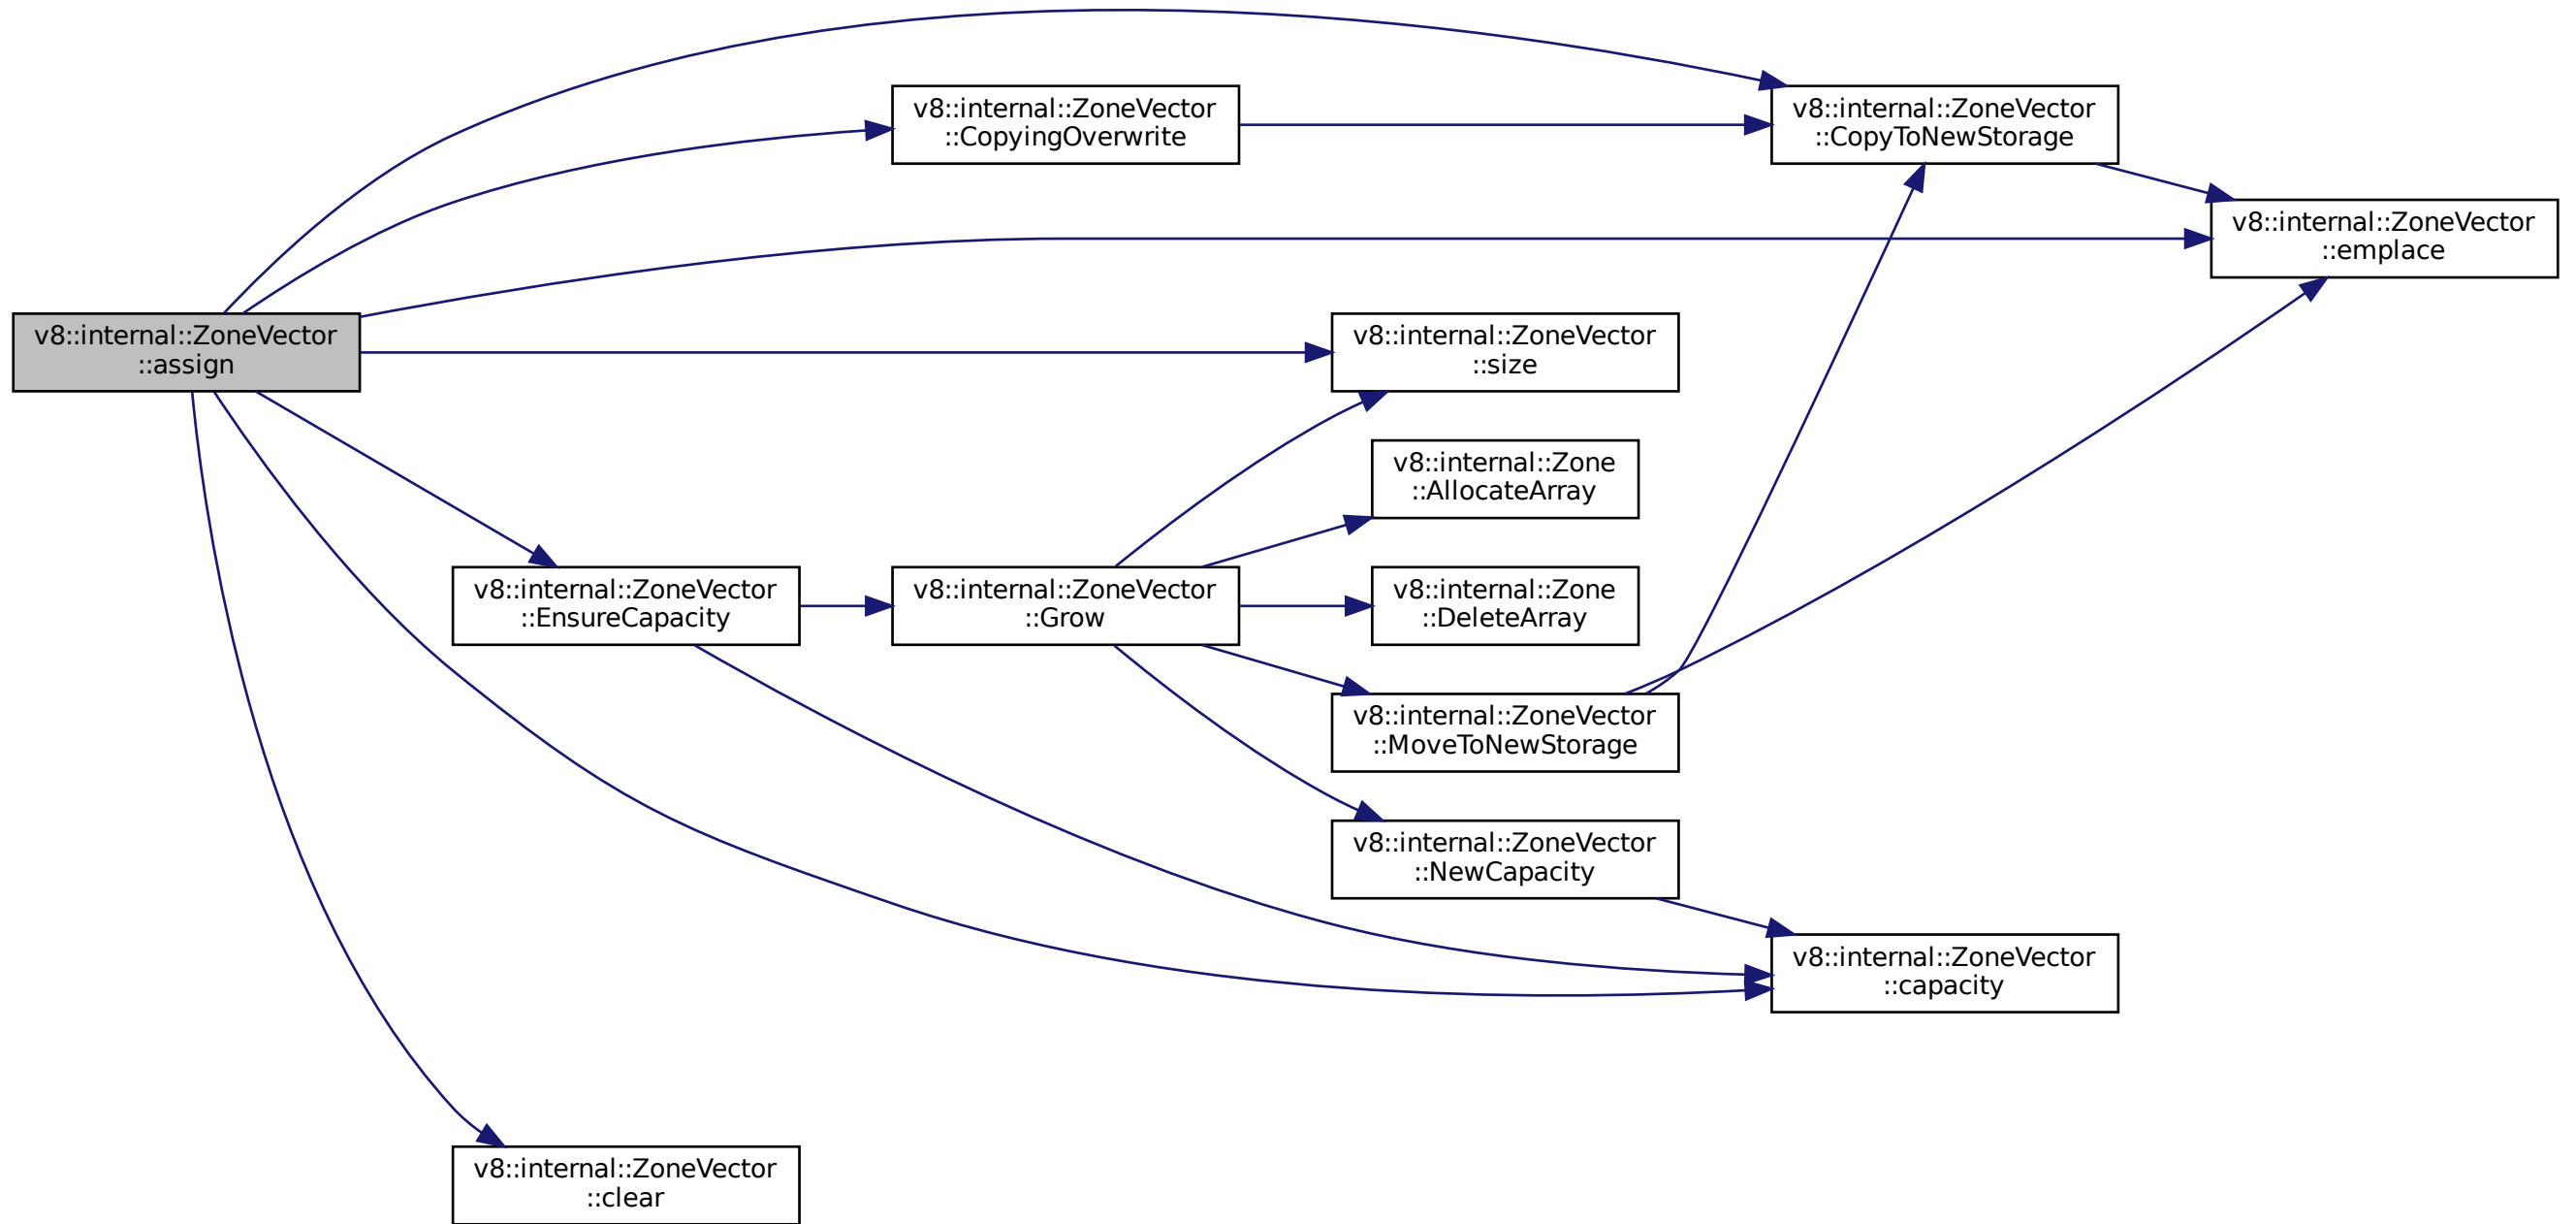 v8::internal::ZoneVector
::assign
v8::internal::ZoneVector
::CopyingOverwrite
v8::internal::ZoneVector
::CopyToNewStorage
v8::internal::ZoneVector
::emplace
v8::internal::ZoneVector
::size
v8::internal::Zone
::AllocateArray
v8::internal::ZoneVector
::EnsureCapacity
v8::internal::ZoneVector
::Grow
v8::internal::Zone
::DeleteArray
v8::internal::ZoneVector
::MoveToNewStorage
v8::internal::ZoneVector
::NewCapacity
v8::internal::ZoneVector
::capacity
v8::internal::ZoneVector
::clear